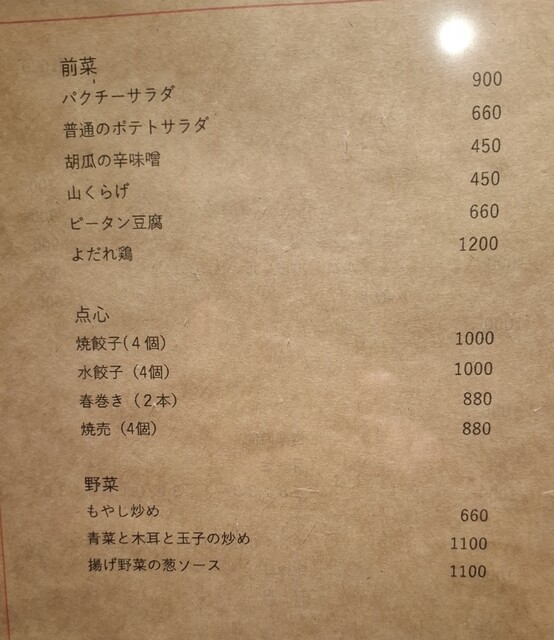 前菜
パクチーサラダ 900
普通のポテトサラダ 660
胡瓜の辛味噌 450
山くらげ 450
ピータン豆腐 660
よだれ鶏 1200
点心
焼餃子(4個) 1000
水餃子(4個) 1000
春巻き(2本) 880
焼売(4個) 880
野菜
もやし炒め 660
青菜と木耳と玉子の炒め 1100
揚げ野菜の葱ソース 1100